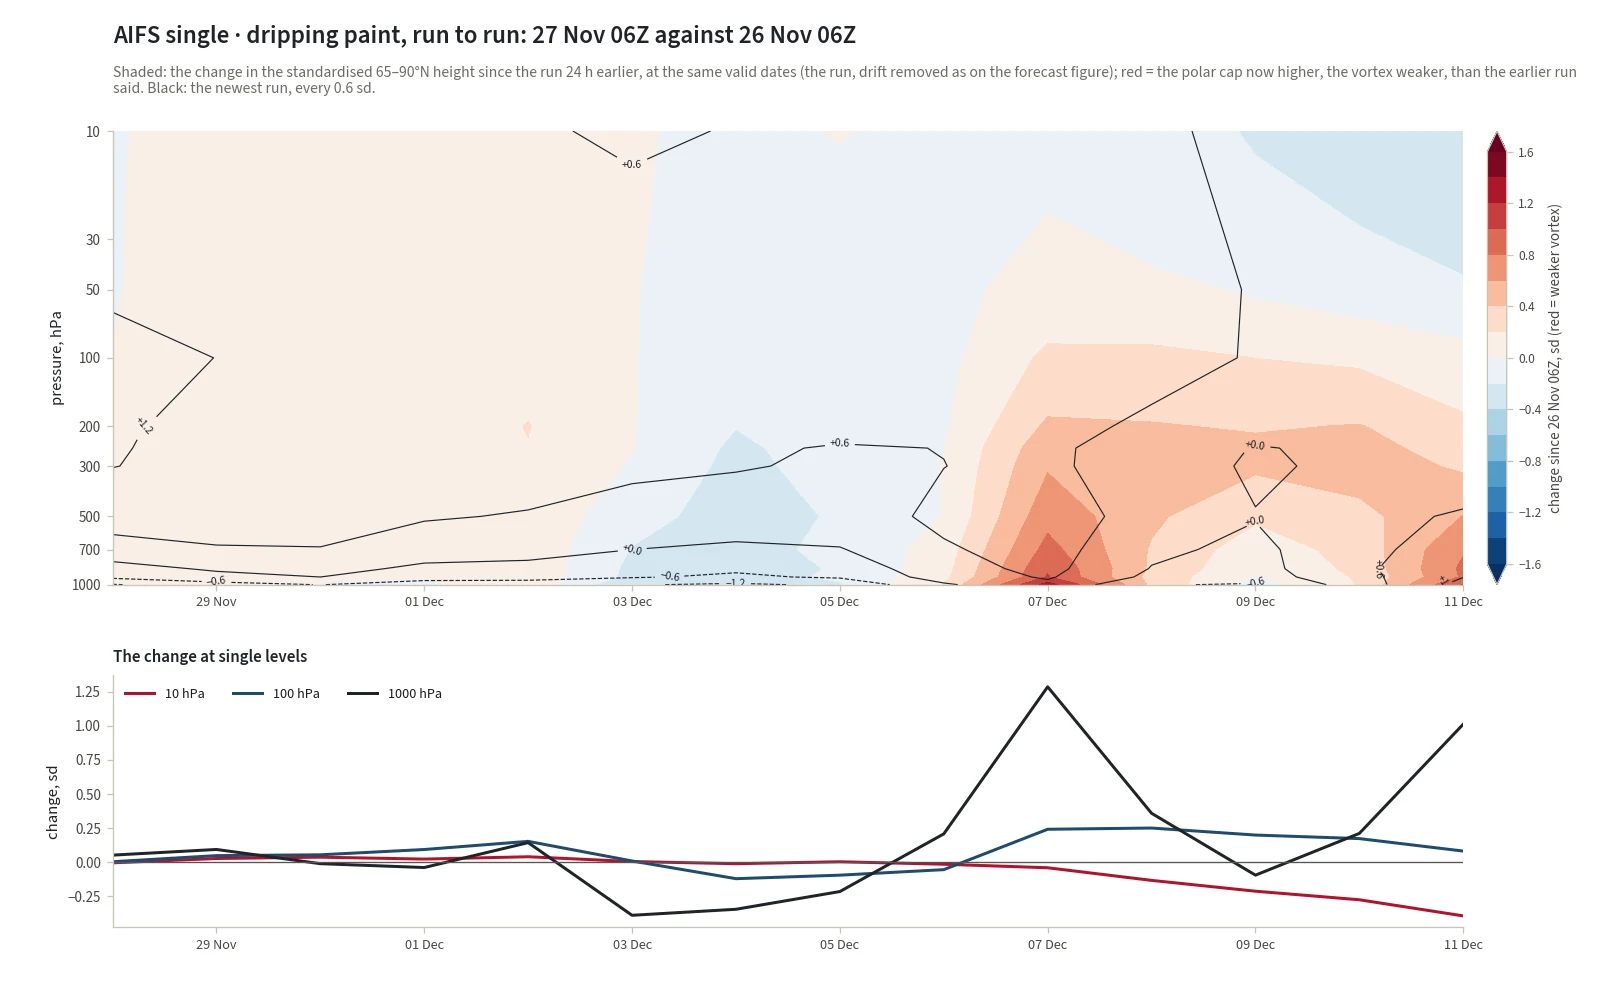 AIFS single · dripping paint, run to run: 27 Nov 06Z against 26 Nov 06Z
Shaded: the change in the standardised 65–90°N height since the run 24 h earlier, at the same valid dates (the run, drift removed as on the forecast figure); red = the polar cap now higher, the vortex weaker, than the earlier run
said. Black: the newest run, every 0.6 sd.
pressure, hPa
10
30
50
100
200
300
500
700
1000
+0.6
+1.2
+0.6
+0.0
+0.0
−0.6
−0.6
−1.2
+0.0
−0.6
+0.6
29 Nov
01 Dec
03 Dec
05 Dec
07 Dec
09 Dec
11 Dec
1.6
1.2
0.8
0.4
0.0
−0.4
−0.8
−1.2
−1.6
change since 26 Nov 06Z, sd (red = weaker vortex)
The change at single levels
10 hPa
100 hPa
1000 hPa
change, sd
1.25
1.00
0.75
0.50
0.25
0.00
−0.25
29 Nov
01 Dec
03 Dec
05 Dec
07 Dec
09 Dec
11 Dec